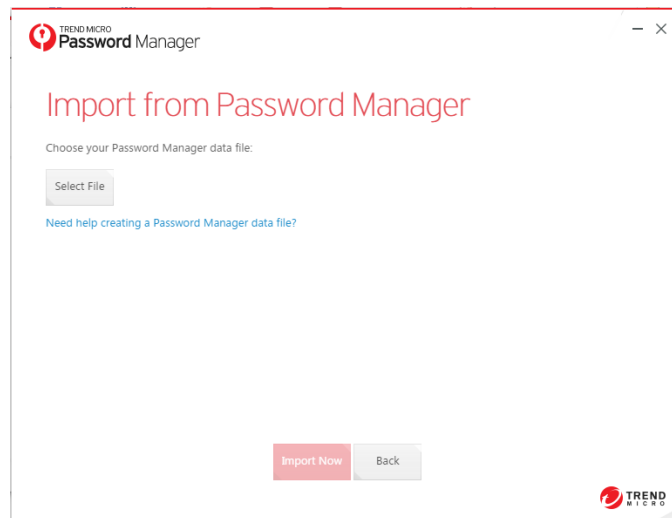 TREND MICRO
Password Manager
Import from Password Manager
Choose your Password Manager data file:
Select File
Need help creating a Password Manager data file?
Import Now
Back
TREND
MICRO